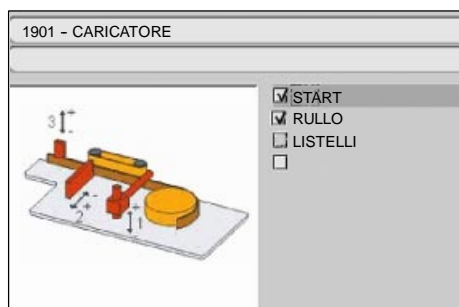 1901 - CARICATORE
START
RULLO
LISTELLI
3 + -
- +
2
+ 1 -